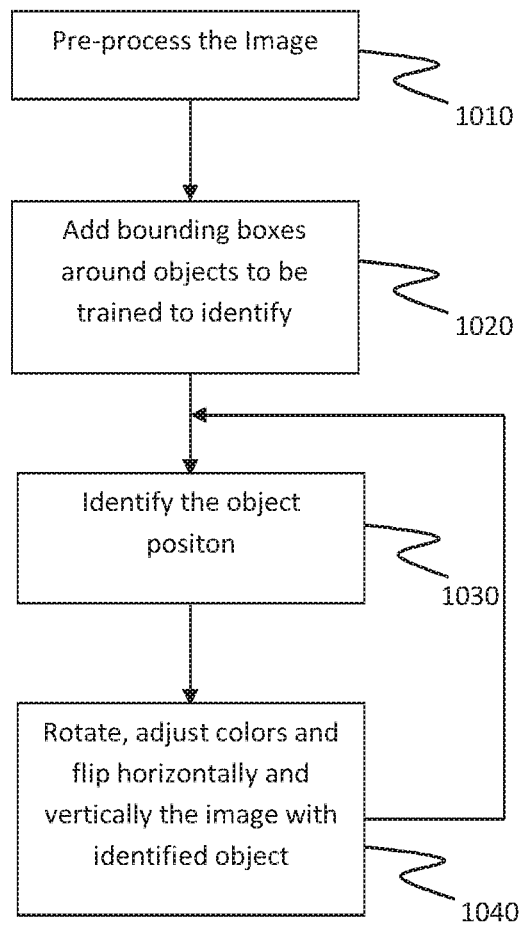 Pre-process the Image
1010
Add bounding boxes
around objects to be
trained to identify
1020
Identify the object
positon
1030
Rotate, adjust colors and
flip horizontally and
vertically the image with
identified object
1040